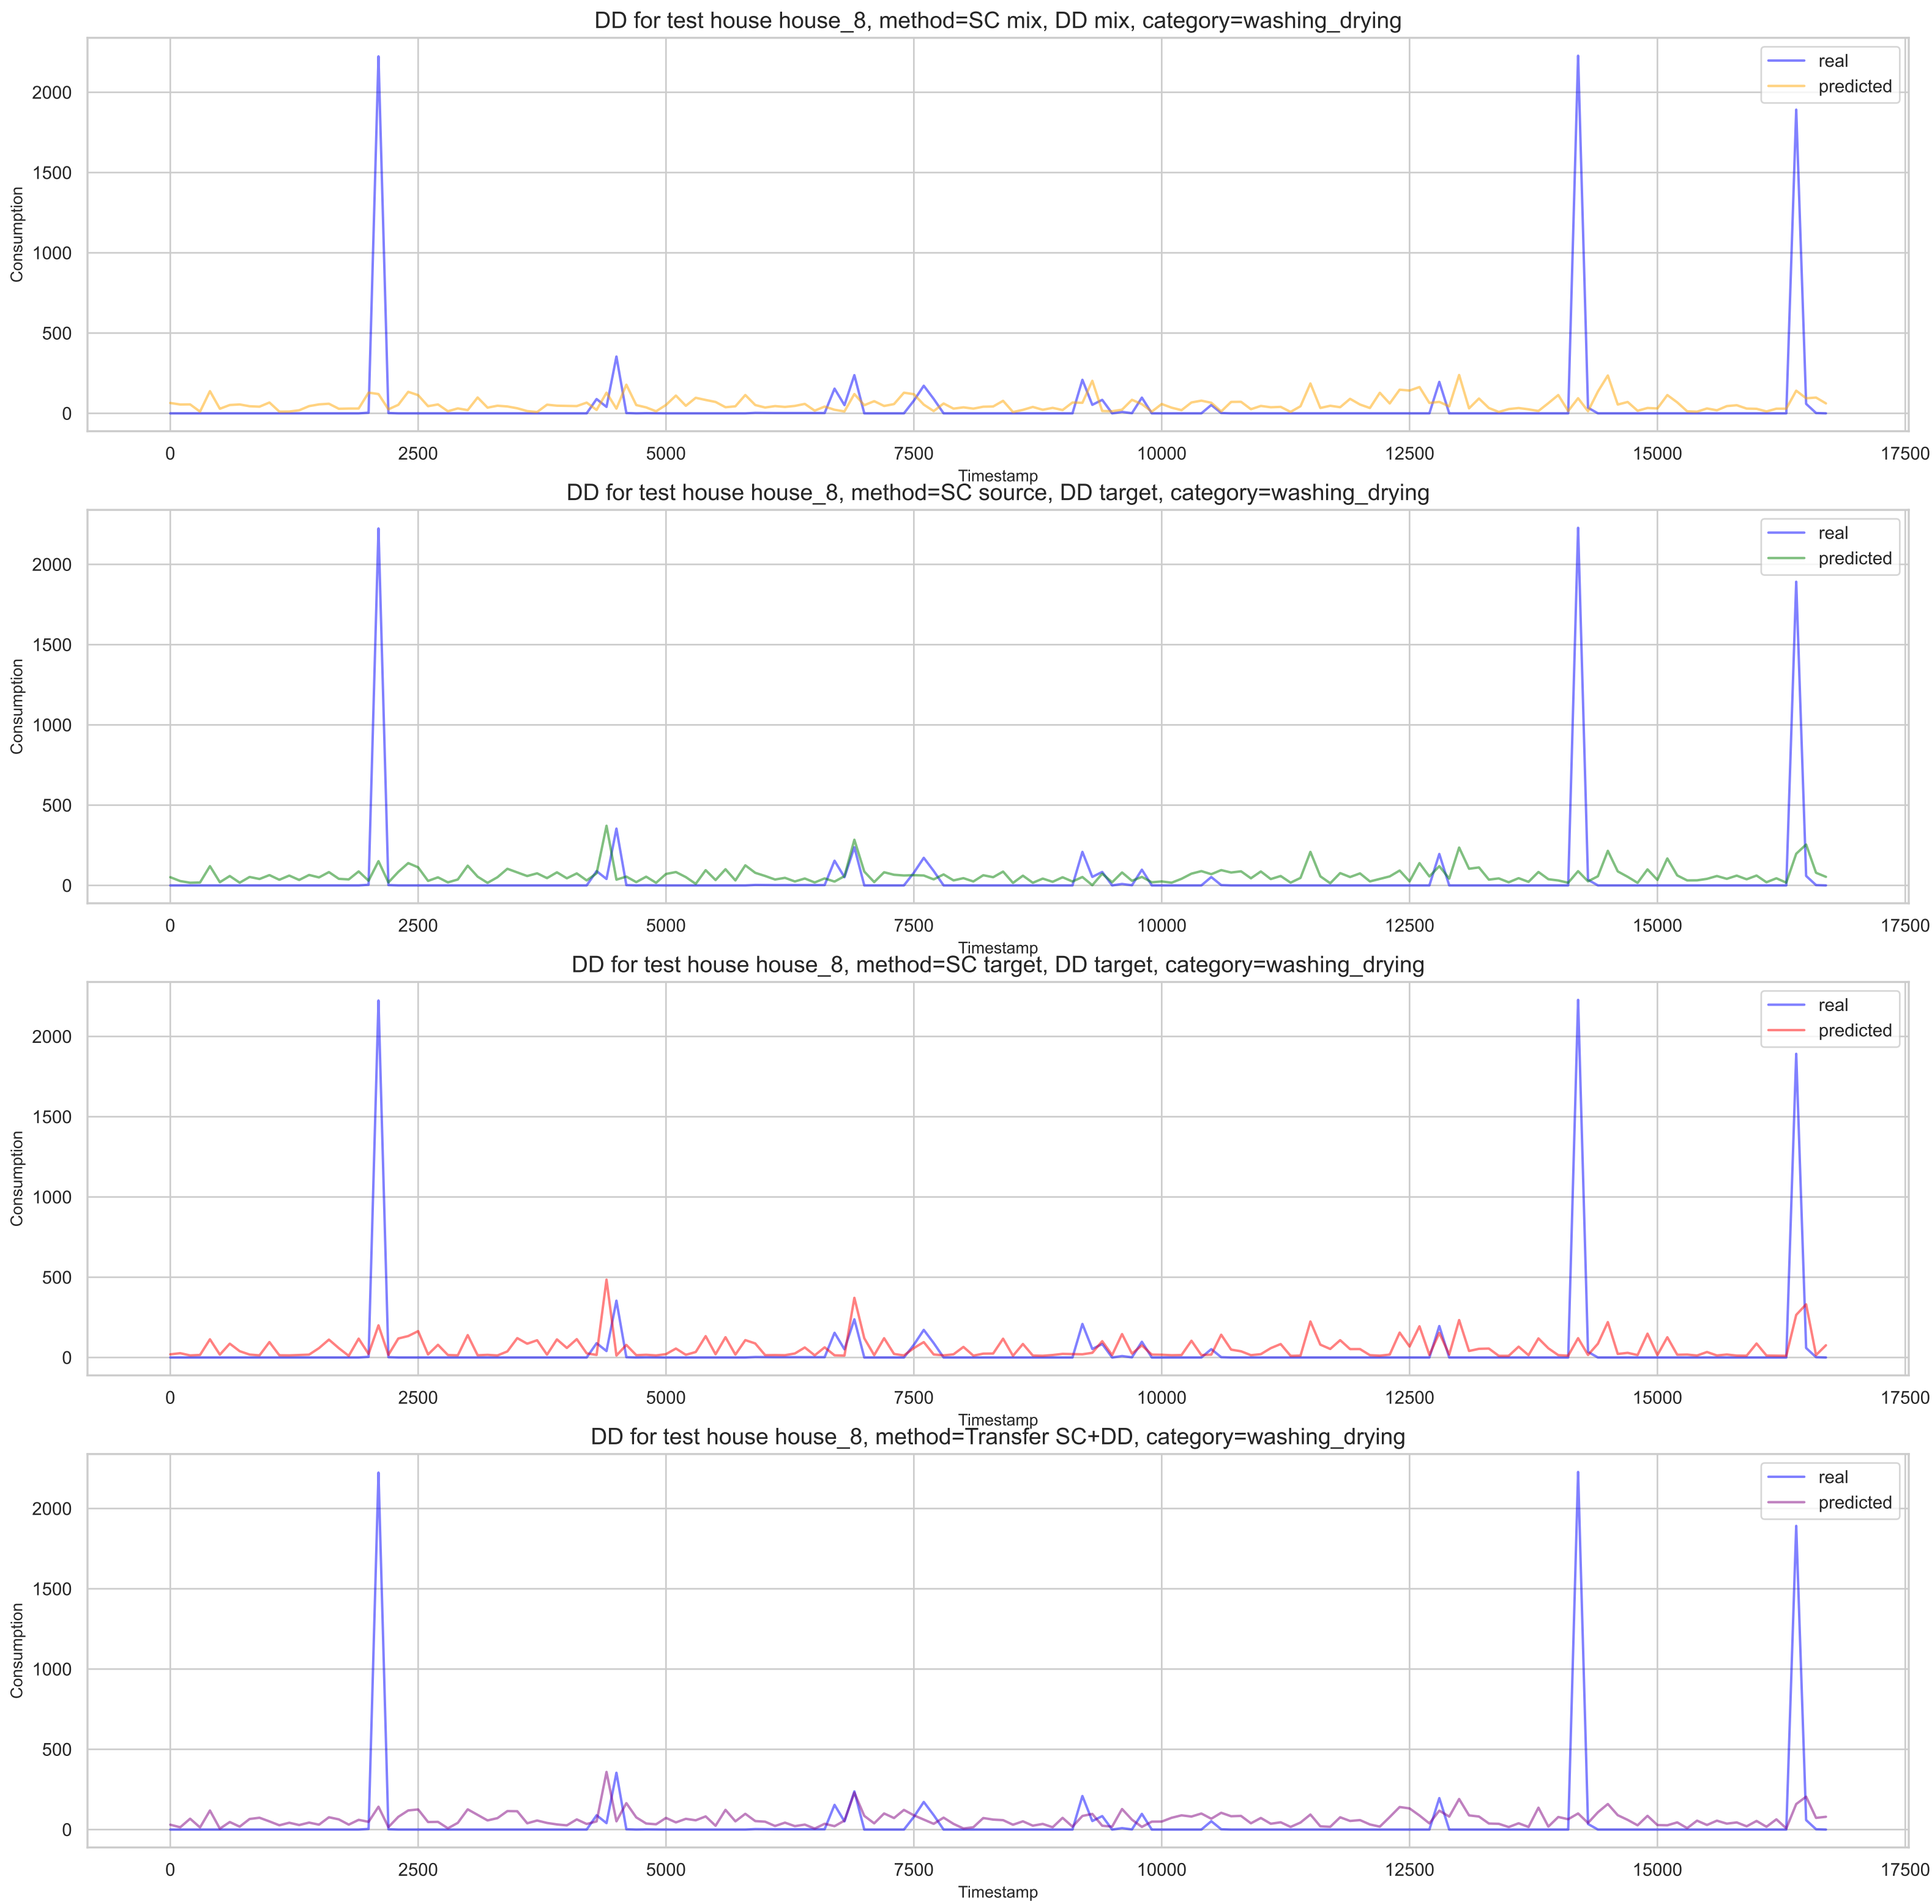 DD for test house house_8, method=SC mix, DD mix, category=washing_drying
real
predicted
2000
1500
1000
500
0
Consumption
0 2500 5000 7500 10000 12500 15000 17500
Timestamp
DD for test house house_8, method=SC source, DD target, category=washing_drying
real
predicted
2000
1500
1000
500
0
Consumption
0 2500 5000 7500 10000 12500 15000 17500
Timestamp
DD for test house house_8, method=SC target, DD target, category=washing_drying
real
predicted
2000
1500
1000
500
0
Consumption
0 2500 5000 7500 10000 12500 15000 17500
Timestamp
DD for test house house_8, method=Transfer SC+DD, category=washing_drying
real
predicted
2000
1500
1000
500
0
Consumption
0 2500 5000 7500 10000 12500 15000 17500
Timestamp